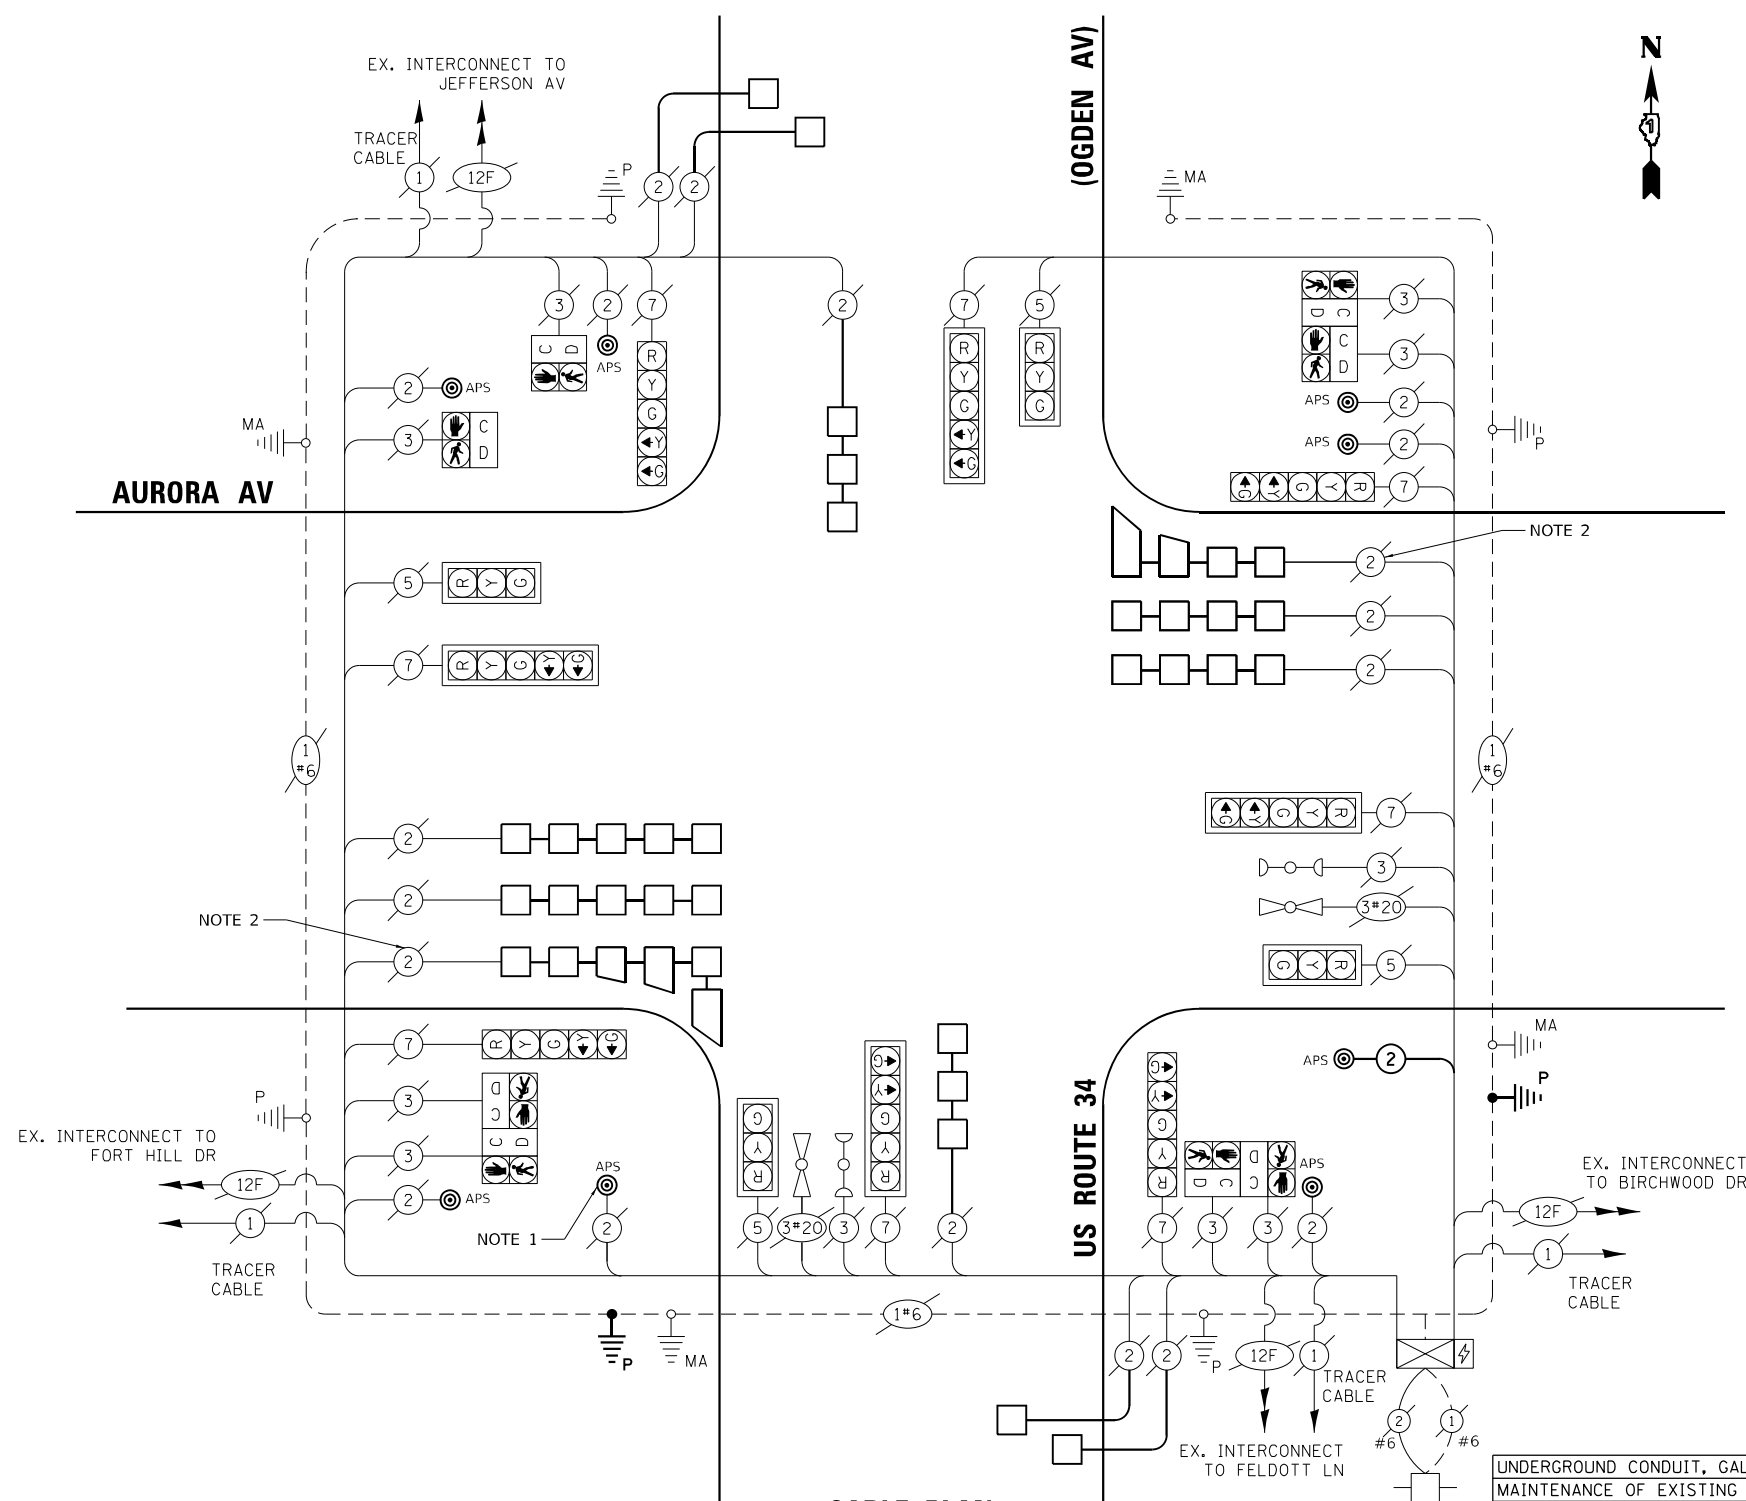 EX. INTERCONNECT TO
JEFFERSON AV
(OGDEN AV)
N
TRACER
CABLE
1
12F
P
2
2
MA
1
3
2
7
2
7
5
3
C D
APS
R
Y
G
Y
G
R
Y
G
Y
G
R
Y
G
D C
C
D
3
2
APS
3
C
D
APS
2
APS
2
MA
P
AURORA AV
G Y G Y R
7
NOTE 2
2
5
R Y G
2
7
R Y G Y G
2
1
#6
1
#6
G Y G Y R
7
2
3
2
3#20
NOTE 2
2
G Y R
5
7
R Y G Y G
MA
APS
2
P
3
D
C
P
3
C D
EX. INTERCONNECT TO
FORT HILL DR
12F
2
APS
APS
1
NOTE 1
2
TRACER
CABLE
G
Y
R
5
3#20
3
G
Y
G
Y
R
7
2
US ROUTE 34
G
Y
G
Y
R
7
D C
D
C
3
3
APS
2
EX. INTERCONNECT
TO BIRCHWOOD DR
12F
1
TRACER
CABLE
1#6
P
MA
2
2
P
12F
1
TRACER
CABLE
EX. INTERCONNECT
TO FELDOTT LN
2
#6
1
#6
UNDERGROUND CONDUIT, GAL
MAINTENANCE OF EXISTING